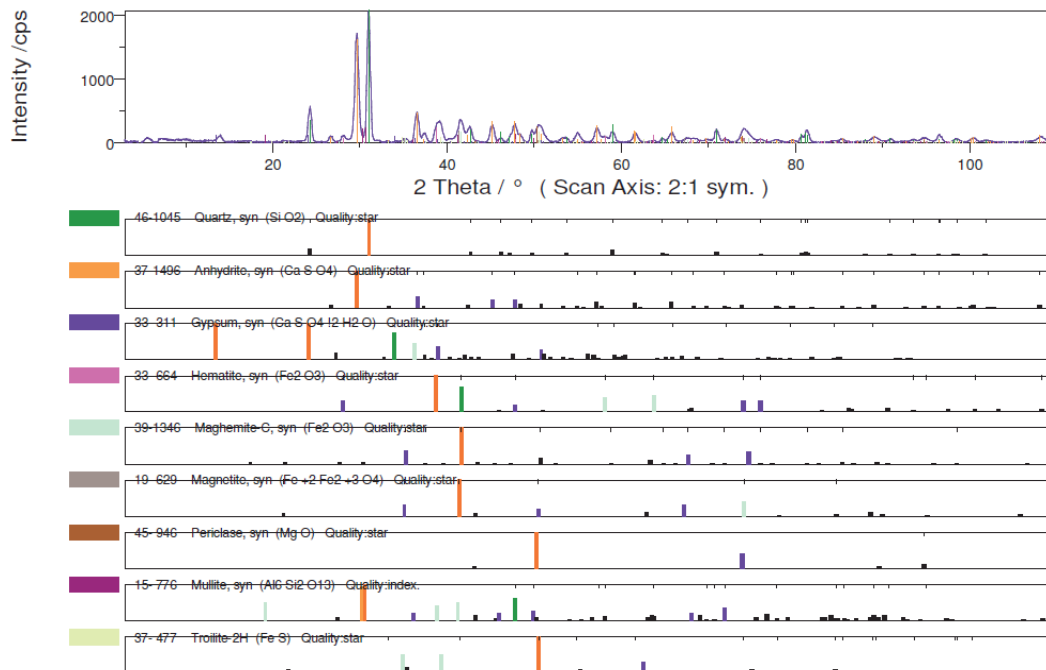 Intensity /cps
2000
1000
0
20 40 60 80 100
2 Theta / ° ( Scan Axis: 2:1 sym. )
46-1045 Quartz, syn (Si O2) Quality:star
37-1496 Anhydrite, syn (Ca S O4) Quality:star
33- 311 Gypsum, syn (Ca S O4 !2 H2 O) Quality:star
33- 664 Hematite, syn (Fe2 O3) Quality:star
39-1346 Maghemite-C, syn (Fe2 O3) Quality:star
19- 629 Magnetite, syn (Fe +2 Fe2 +3 O4) Quality:star
45- 946 Periclase, syn (Mg O) Quality:star
15- 776 Mullite, syn (Al6 Si2 O13) Quality:index.
37- 477 Troilite-2H (Fe S) Quality:star